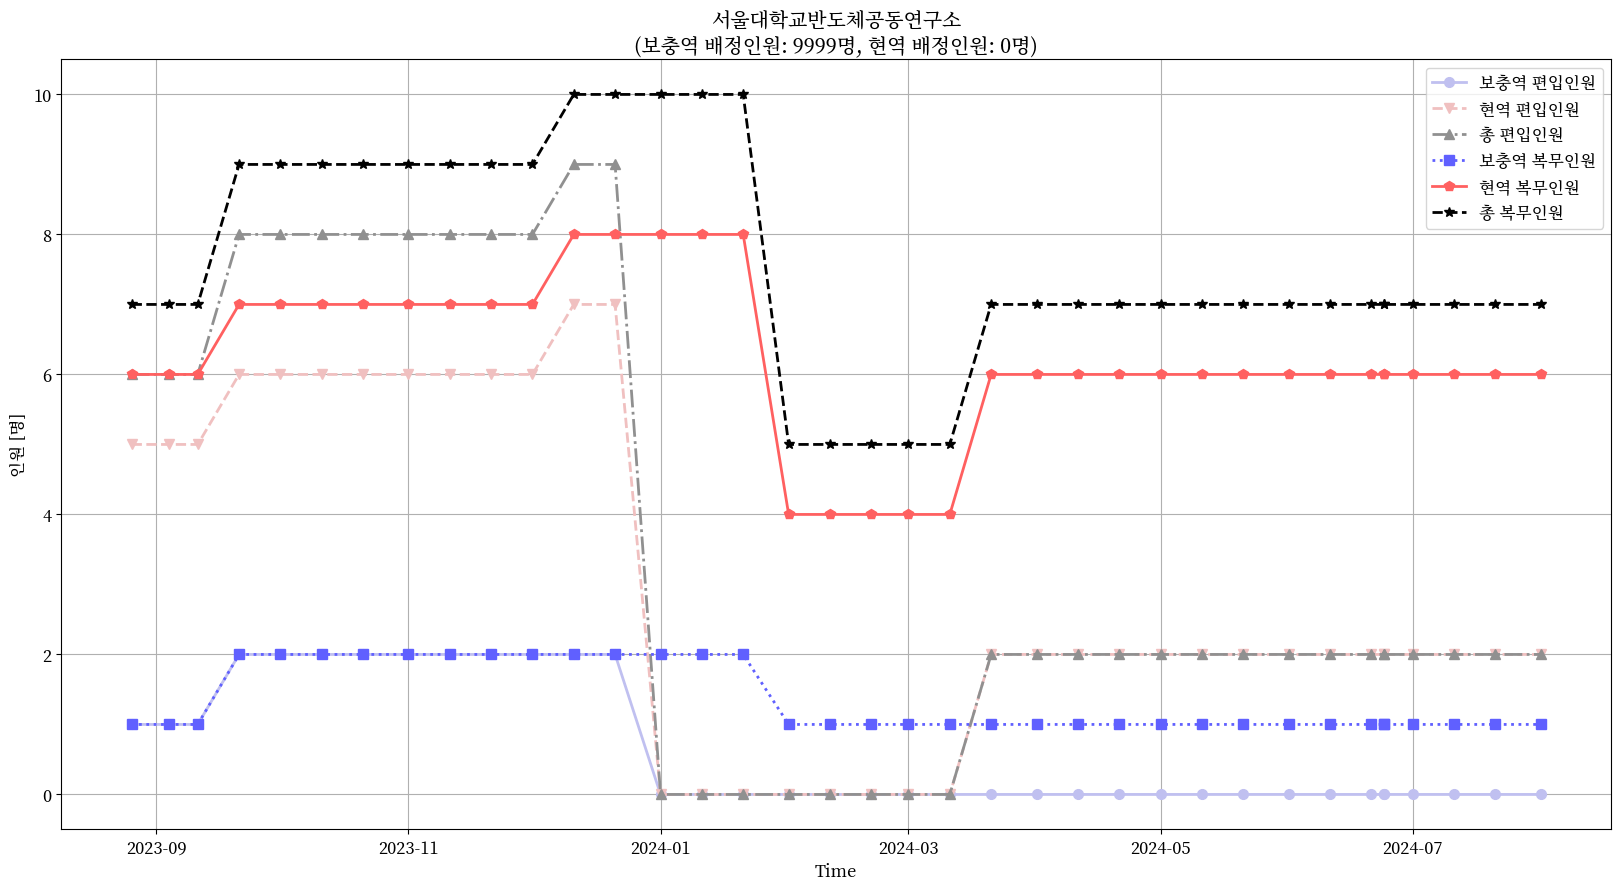 서울대학교반도체공동연구소
(보충역 배정인원: 9999명, 현역 배정인원: 0명)
보충역 편입인원
현역 편입인원
총 편입인원
보충역 복무인원
현역 복무인원
총 복무인원
인원 [명]
10
8
6
4
2
0
2023-09
2023-11
2024-01
2024-03
2024-05
2024-07
Time